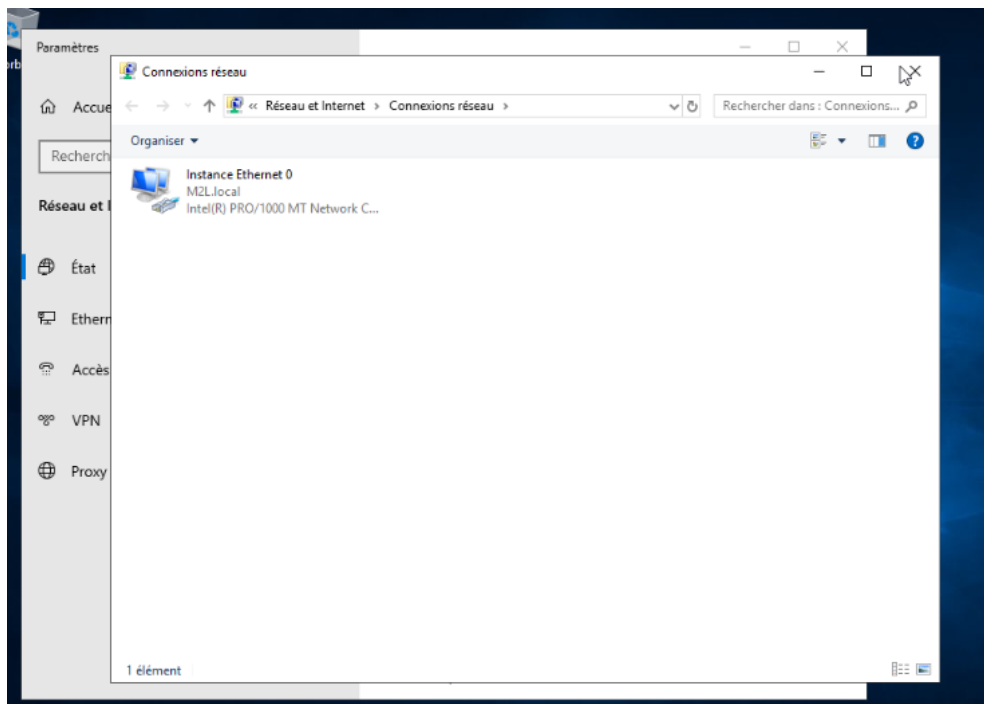 orb
Paramètres
Connexions réseau
Accue
« Réseau et Internet > Connexions réseau >
Rechercher dans : Connexions...
Organiser
Recherch
Instance Ethernet 0
M2L.local
Intel(R) PRO/1000 MT Network C...
Réseau et I
État
Ethern
Accès
VPN
Proxy
1 élément